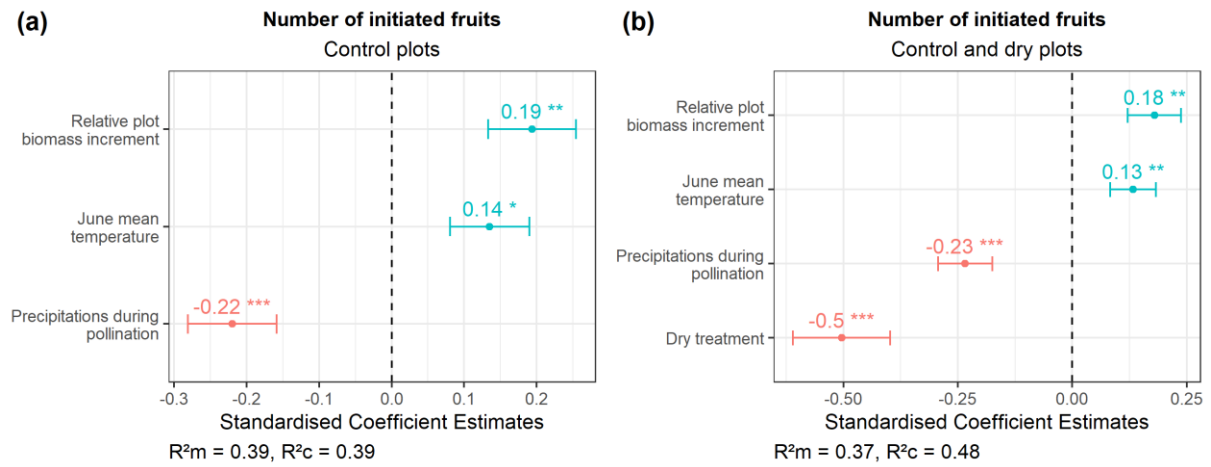 (a)
Number of initiated fruits
Control plots
Relative plot
biomass increment
0.19 **
June mean
temperature
0.14 *
Precipitations during
pollination
-0.22 ***
-0.3 -0.2 -0.1 0.0 0.1 0.2
Standardised Coefficient Estimates
R²m = 0.39, R²c = 0.39
(b)
Number of initiated fruits
Control and dry plots
Relative plot
biomass increment
0.18 **
June mean
temperature
0.13 **
Precipitations during
pollination
-0.23 ***
Dry treatment
-0.5 ***
-0.50 -0.25 0.00 0.25
Standardised Coefficient Estimates
R²m = 0.37, R²c = 0.48